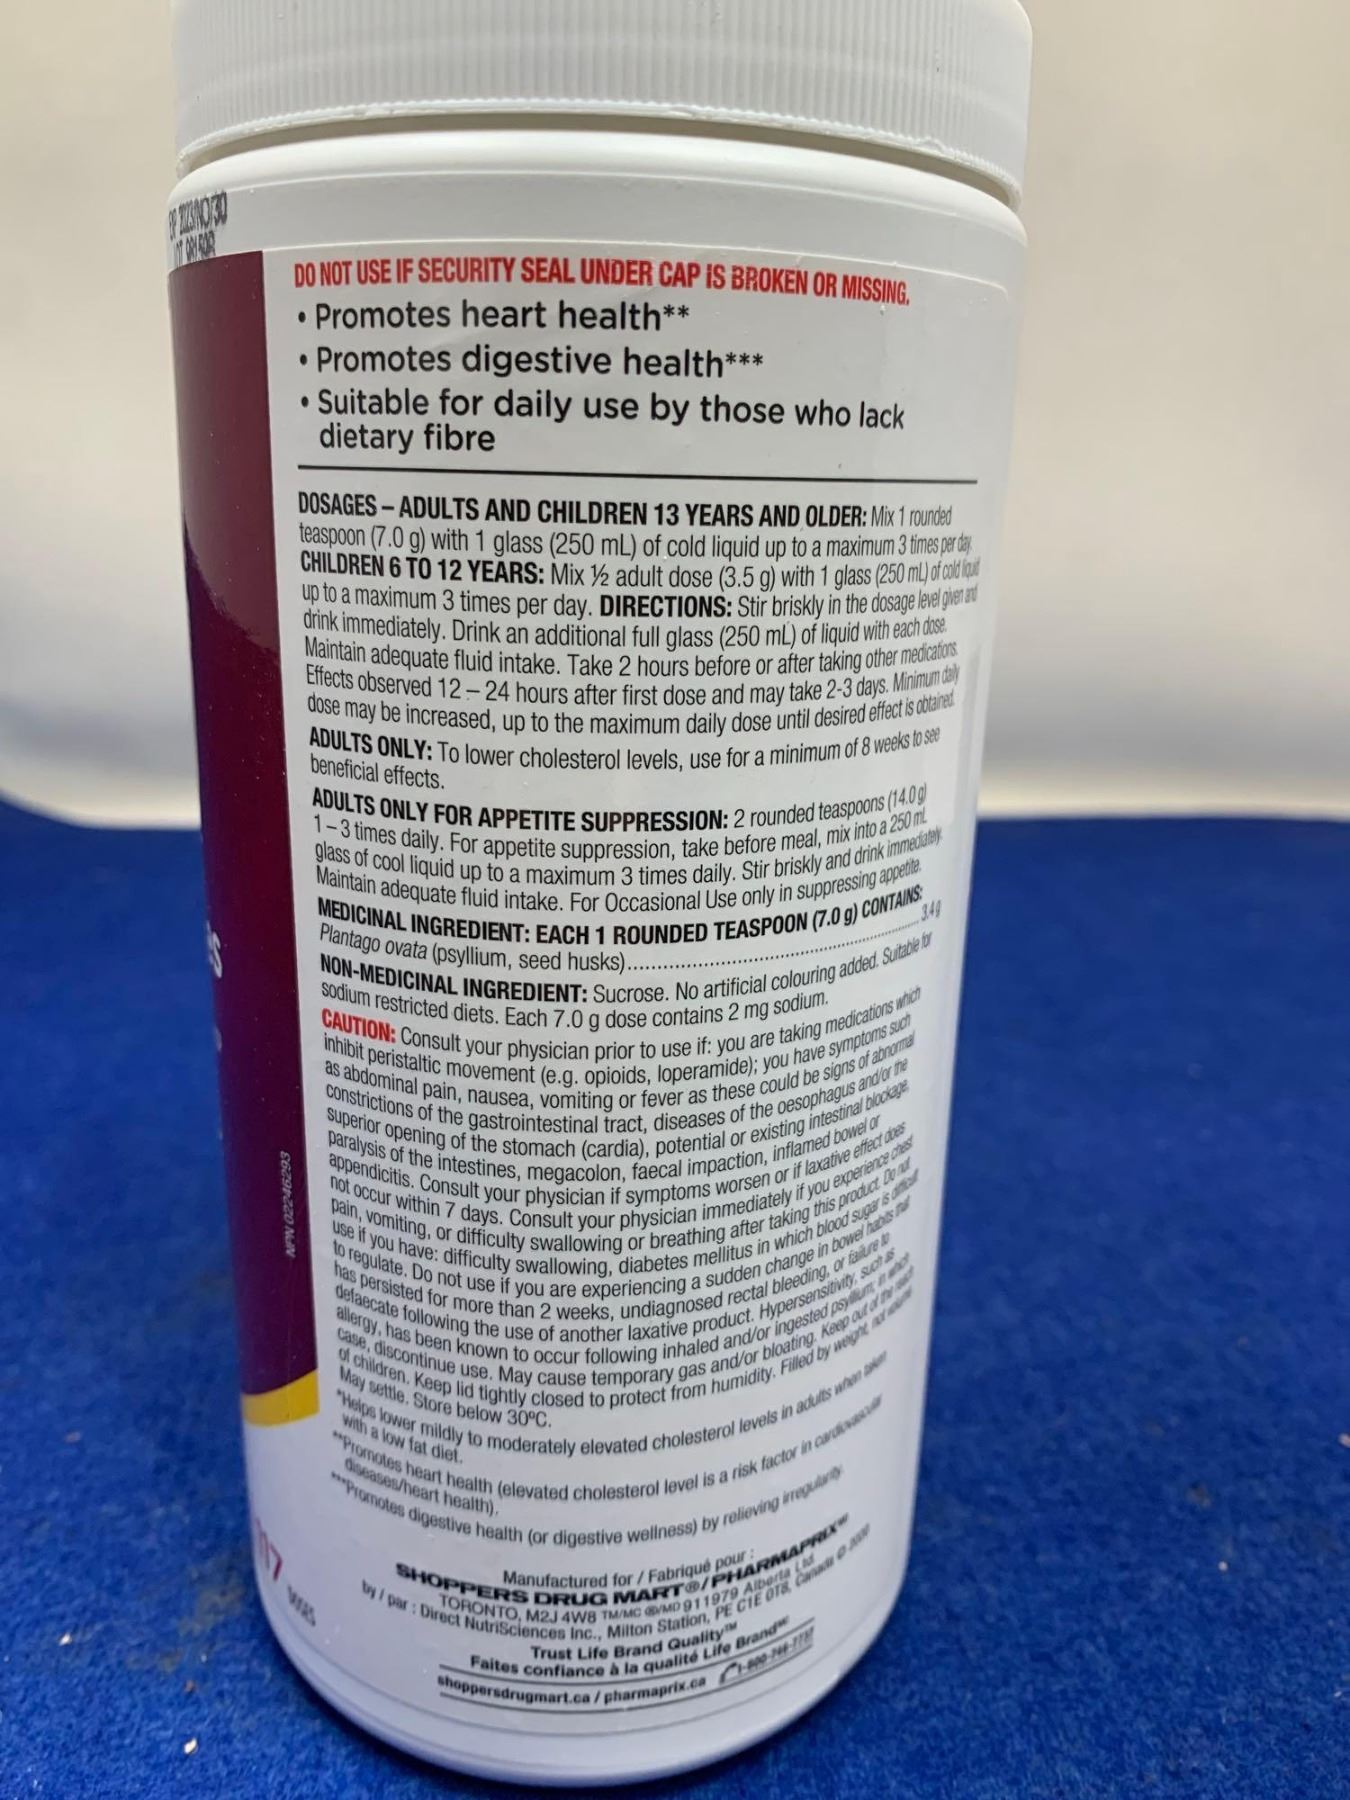 DO NOT USE IF SECURITY SEAL UNDER CAP IS BROKEN OR MISSING.
• Promotes heart health**
• Promotes digestive health***
• Suitable for daily use by those who lack
dietary fibre
DOSAGES – ADULTS AND CHILDREN 13 YEARS AND OLDER: Mix 1 rounded
teaspoon (7.0 g) with 1 glass (250 mL) of cold liquid up to a maximum 3 times per day.
CHILDREN 6 TO 12 YEARS: Mix ½ adult dose (3.5 g) with 1 glass (250 mL) of cold liquid
up to a maximum 3 times per day. DIRECTIONS: Stir briskly in the dosage level given and
drink immediately. Drink an additional full glass (250 mL) of liquid with each dose.
Maintain adequate fluid intake. Take 2 hours before or after taking other medications.
Effects observed 12 – 24 hours after first dose and may take 2-3 days. Minimum daily
dose may be increased, up to the maximum daily dose until desired effect is obtained.
ADULTS ONLY: To lower cholesterol levels, use for a minimum of 8 weeks to see
beneficial effects.
ADULTS ONLY FOR APPETITE SUPPRESSION: 2 rounded teaspoons (14.0 g)
1 – 3 times daily. For appetite suppression, take before meal, mix into a 250 mL
glass of cool liquid up to a maximum 3 times daily. Stir briskly and drink immediately.
Maintain adequate fluid intake. For Occasional Use only in suppressing appetite.
MEDICINAL INGREDIENT: EACH 1 ROUNDED TEASPOON (7.0 g) CONTAINS:
Plantago ovata (psyllium, seed husks)..................................................3.4 g
NON-MEDICINAL INGREDIENT: Sucrose. No artificial colouring added. Suitable for
sodium restricted diets. Each 7.0 g dose contains 2 mg sodium.
CAUTION: Consult your physician prior to use if: you are taking medications which
inhibit peristaltic movement (e.g. opioids, loperamide); you have symptoms such
as abdominal pain, nausea, vomiting or fever as these could be signs of abnormal
constrictions of the gastrointestinal tract, diseases of the oesophagus and/or the
superior opening of the stomach (cardia), potential or existing intestinal blockage,
paralysis of the intestines, megacolon, faecal impaction, inflamed bowel or
appendicitis. Consult your physician if symptoms worsen or if laxative effect does
not occur within 7 days. Consult your physician immediately if you experience chest
pain, vomiting, or difficulty swallowing or breathing after taking this product. Do not
use if you have: difficulty swallowing, diabetes mellitus in which blood sugar is difficult
to regulate. Do not use if you are experiencing a sudden change in bowel habits that
has persisted for more than 2 weeks, undiagnosed rectal bleeding, or failure to
defaecate following the use of another laxative product. Hypersensitivity, such as
allergy, has been known to occur following inhaled and/or ingested psyllium; in which
case, discontinue use. May cause temporary gas and/or bloating. Keep out of the reach
of children. Keep lid tightly closed to protect from humidity. Filled by weight, not volume.
May settle. Store below 30°C.
*Helps lower mildly to moderately elevated cholesterol levels in adults when taken
with a low fat diet.
**Promotes heart health (elevated cholesterol level is a risk factor in cardiovascular
diseases/heart health).
***Promotes digestive health (or digestive wellness) by relieving irregularity.
Manufactured for / Fabriqué pour :
SHOPPERS DRUG MART®/PHARMAPRIX
TORONTO, M2J 4W8 TM/MC ®/MD 911979 Alberta Ltd.
by / par : Direct NutriSciences Inc., Milton Station, PE C1E 0T8, Canada ©
Trust Life Brand Quality™
Faites confiance à la qualité Life Brand
shoppersdrugmart.ca / pharmaprix.ca
NPN 02246293
117
DOSES